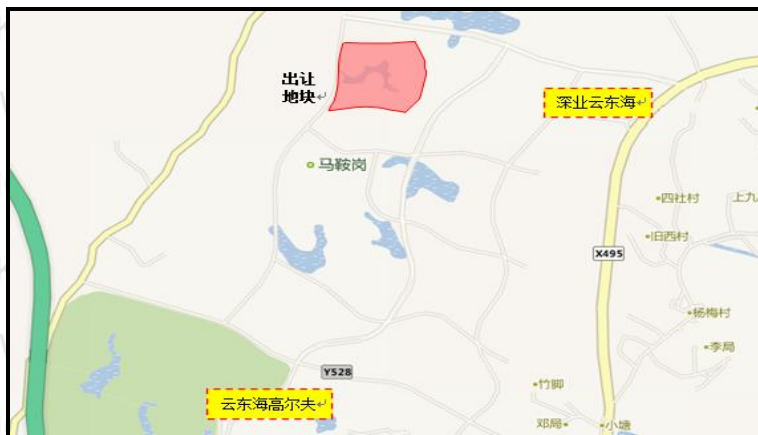 出让
地块
深业云东海
马鞍岗
四社村
上九
旧西村
X495
杨梅村
李局
Y528
竹脚
云东海高尔夫
邓局
小塘